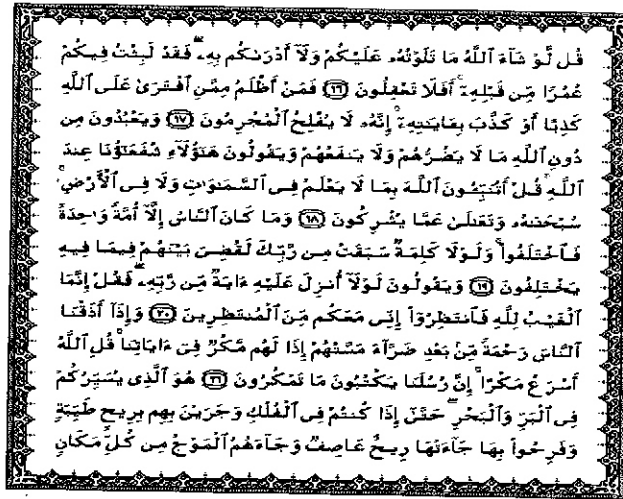 قُل لَّوْ شَآءَ ٱللَّهُ مَا تَلَوْتُهُۥ عَلَيْكُمْ وَلَآ أَدْرَىٰكُم بِهِۦ ۖ فَقَدْ لَبِثْتُ فِيكُمْ
عُمُرًا مِّن قَبْلِهِۦٓ ۚ أَفَلَا تَعْقِلُونَ ﴿١٦﴾ فَمَنْ أَظْلَمُ مِمَّنِ ٱفْتَرَىٰ عَلَى ٱللَّهِ
كَذِبًا أَوْ كَذَّبَ بِـَٔايَـٰتِهِۦٓ ۚ إِنَّهُۥ لَا يُفْلِحُ ٱلْمُجْرِمُونَ ﴿١٧﴾ وَيَعْبُدُونَ مِن
دُونِ ٱللَّهِ مَا لَا يَضُرُّهُمْ وَلَا يَنفَعُهُمْ وَيَقُولُونَ هَـٰٓؤُلَآءِ شُفَعَـٰٓؤُنَا عِندَ
ٱللَّهِ ۚ قُلْ أَتُنَبِّـُٔونَ ٱللَّهَ بِمَا لَا يَعْلَمُ فِى ٱلسَّمَـٰوَٰتِ وَلَا فِى ٱلْأَرْضِ ۚ
سُبْحَـٰنَهُۥ وَتَعَـٰلَىٰ عَمَّا يُشْرِكُونَ ﴿١٨﴾ وَمَا كَانَ ٱلنَّاسُ إِلَّآ أُمَّةً وَٰحِدَةً
فَٱخْتَلَفُوا۟ ۚ وَلَوْلَا كَلِمَةٌ سَبَقَتْ مِن رَّبِّكَ لَقُضِىَ بَيْنَهُمْ فِيمَا فِيهِ
يَخْتَلِفُونَ ﴿١٩﴾ وَيَقُولُونَ لَوْلَآ أُنزِلَ عَلَيْهِ ءَايَةٌ مِّن رَّبِّهِۦ ۖ فَقُلْ إِنَّمَا
ٱلْغَيْبُ لِلَّهِ فَٱنتَظِرُوٓا۟ إِنِّى مَعَكُم مِّنَ ٱلْمُنتَظِرِينَ ﴿٢٠﴾ وَإِذَآ أَذَقْنَا
ٱلنَّاسَ رَحْمَةً مِّنۢ بَعْدِ ضَرَّآءَ مَسَّتْهُمْ إِذَا لَهُم مَّكْرٌ فِىٓ ءَايَاتِنَا ۚ قُلِ ٱللَّهُ
أَسْرَعُ مَكْرًا ۚ إِنَّ رُسُلَنَا يَكْتُبُونَ مَا تَمْكُرُونَ ﴿٢١﴾ هُوَ ٱلَّذِى يُسَيِّرُكُمْ
فِى ٱلْبَرِّ وَٱلْبَحْرِ ۖ حَتَّىٰٓ إِذَا كُنتُمْ فِى ٱلْفُلْكِ وَجَرَيْنَ بِهِم بِرِيحٍ طَيِّبَةٍ
وَفَرِحُوا۟ بِهَا جَآءَتْهَا رِيحٌ عَاصِفٌ وَجَآءَهُمُ ٱلْمَوْجُ مِن كُلِّ مَكَانٍ